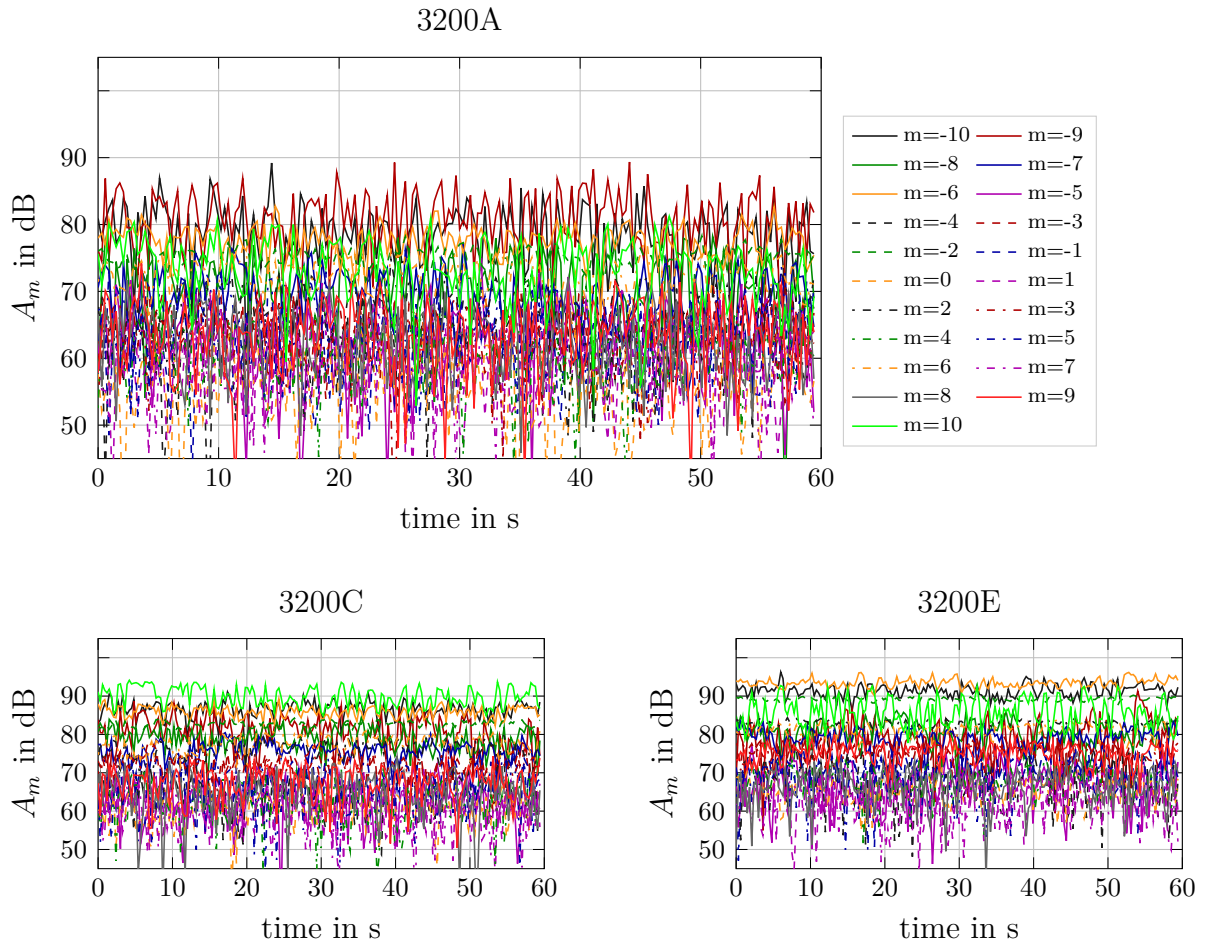 3200A
A_m in dB
90
80
70
60
50
0 10 20 30 40 50 60
time in s
m=-10 m=-9
m=-8 m=-7
m=-6 m=-5
m=-4 m=-3
m=-2 m=-1
m=0 m=1
m=2 m=3
m=4 m=5
m=6 m=7
m=8 m=9
m=10
3200C
A_m in dB
90
80
70
60
50
0 10 20 30 40 50 60
time in s
3200E
A_m in dB
90
80
70
60
50
0 10 20 30 40 50 60
time in s